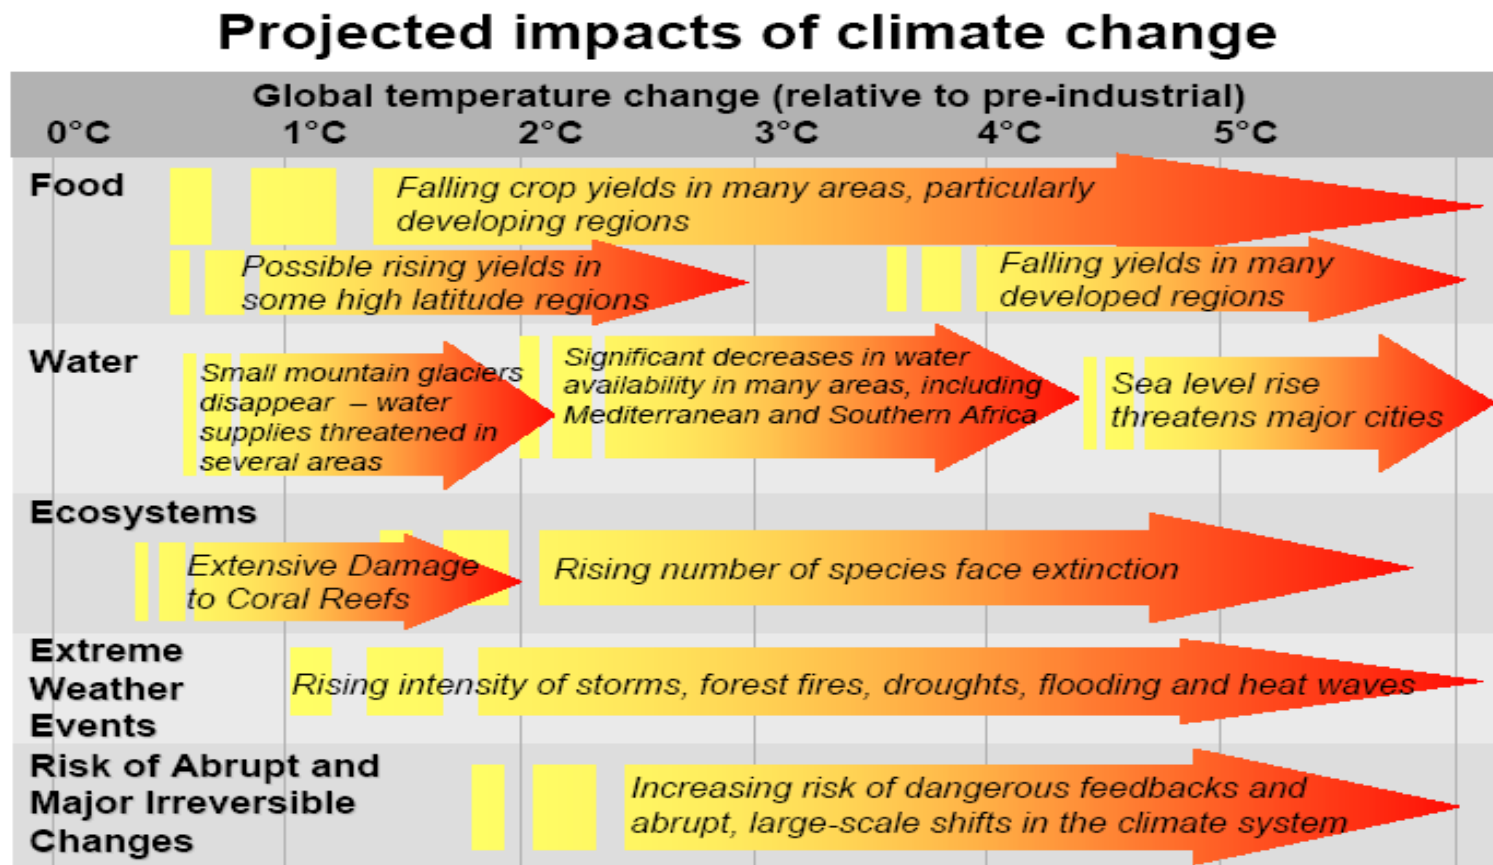 Projected impacts of climate change
Global temperature change (relative to pre-industrial)
0°C 1°C 2°C 3°C 4°C 5°C
Food
Falling crop yields in many areas, particularly
developing regions
Possible rising yields in
some high latitude regions
Falling yields in many
developed regions
Water
Small mountain glaciers
disappear – water
supplies threatened in
several areas
Significant decreases in water
availability in many areas, including
Mediterranean and Southern Africa
Sea level rise
threatens major cities
Ecosystems
Extensive Damage
to Coral Reefs
Rising number of species face extinction
Extreme
Weather
Events
Rising intensity of storms, forest fires, droughts, flooding and heat waves
Risk of Abrupt and
Major Irreversible
Changes
Increasing risk of dangerous feedbacks and
abrupt, large-scale shifts in the climate system